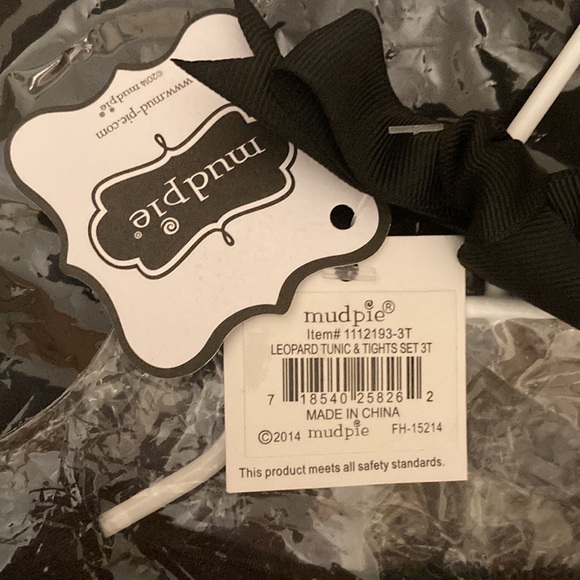 ©2014 mudpie
www.mud-pie.com
mudpie®
mudpie®
Item# 1112193-3T
LEOPARD TUNIC & TIGHTS SET 3T
7 18540 25826 2
MADE IN CHINA
©2014 mudpie FH-15214
This product meets all safety standards.